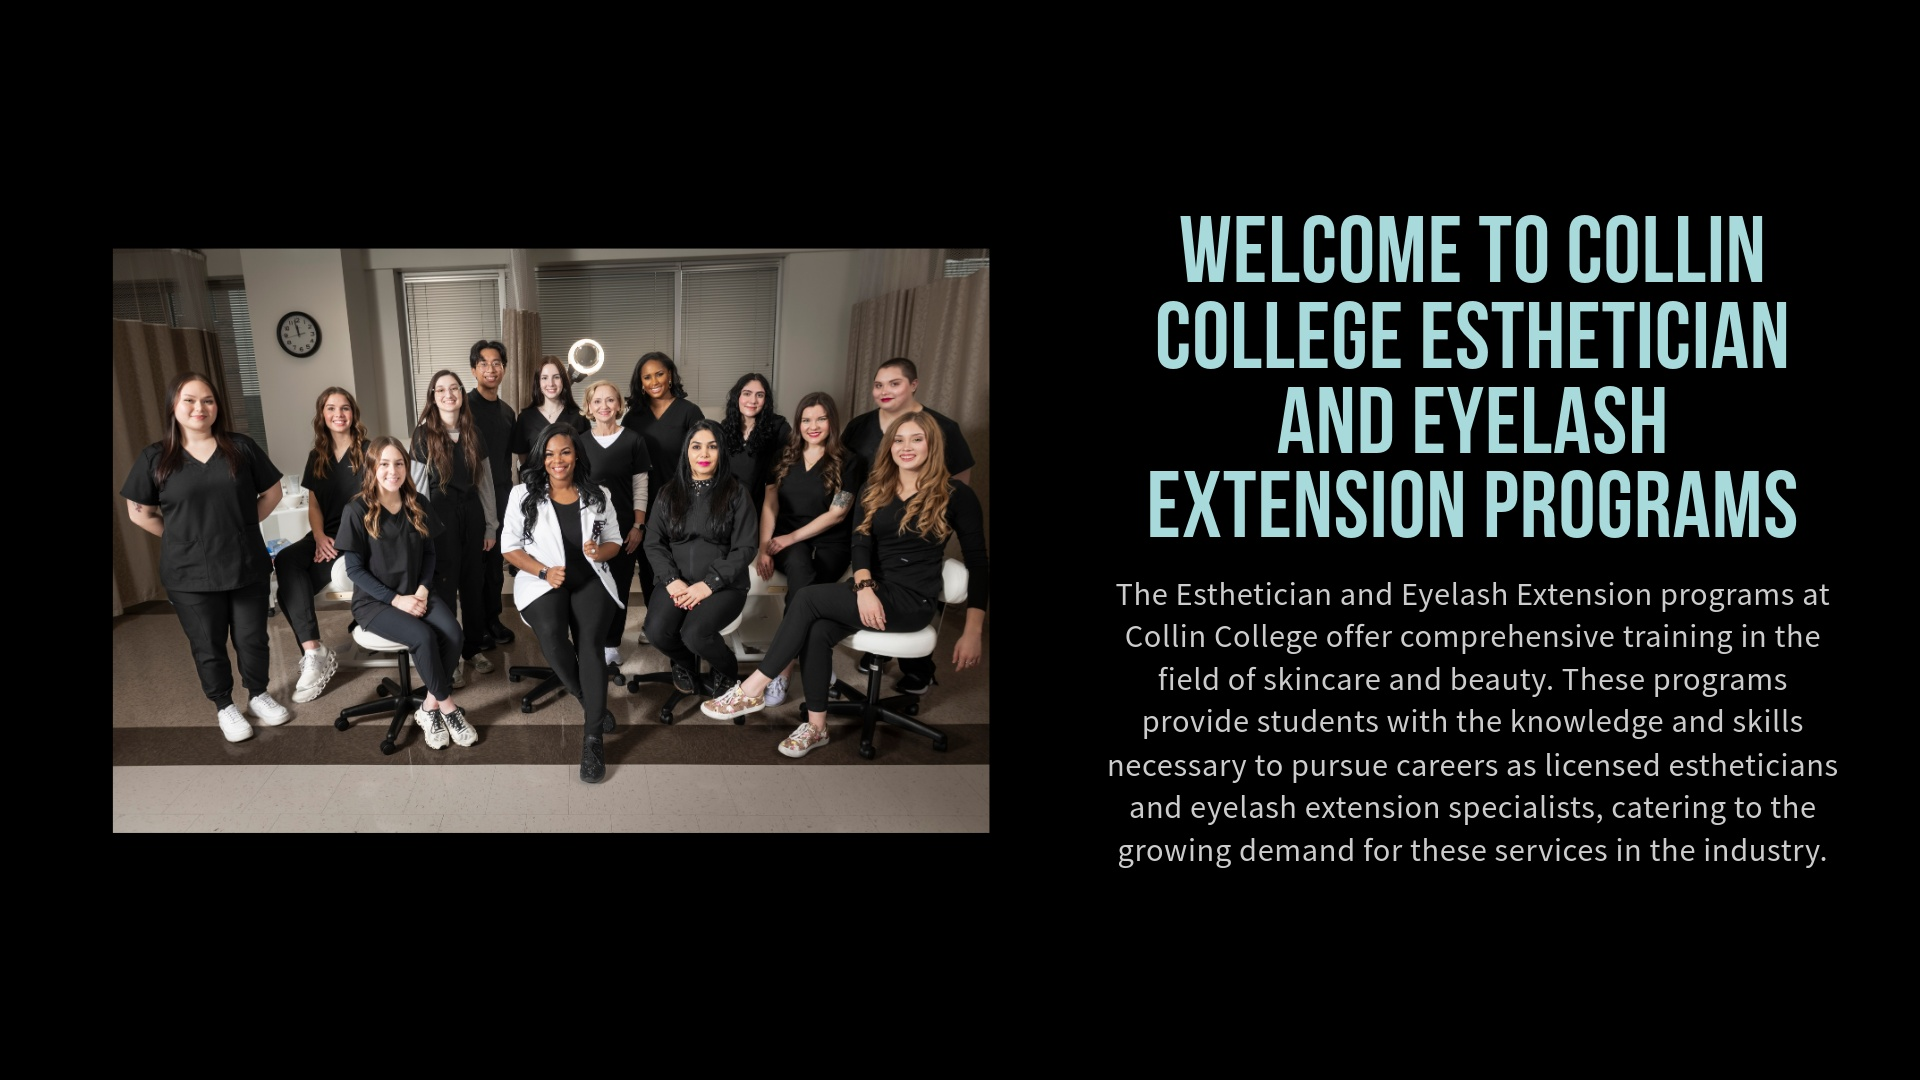 WELCOME TO COLLIN
COLLEGE ESTHETICIAN
AND EYELASH
EXTENSION PROGRAMS
The Esthetician and Eyelash Extension programs at
Collin College offer comprehensive training in the
field of skincare and beauty. These programs
provide students with the knowledge and skills
necessary to pursue careers as licensed estheticians
and eyelash extension specialists, catering to the
growing demand for these services in the industry.